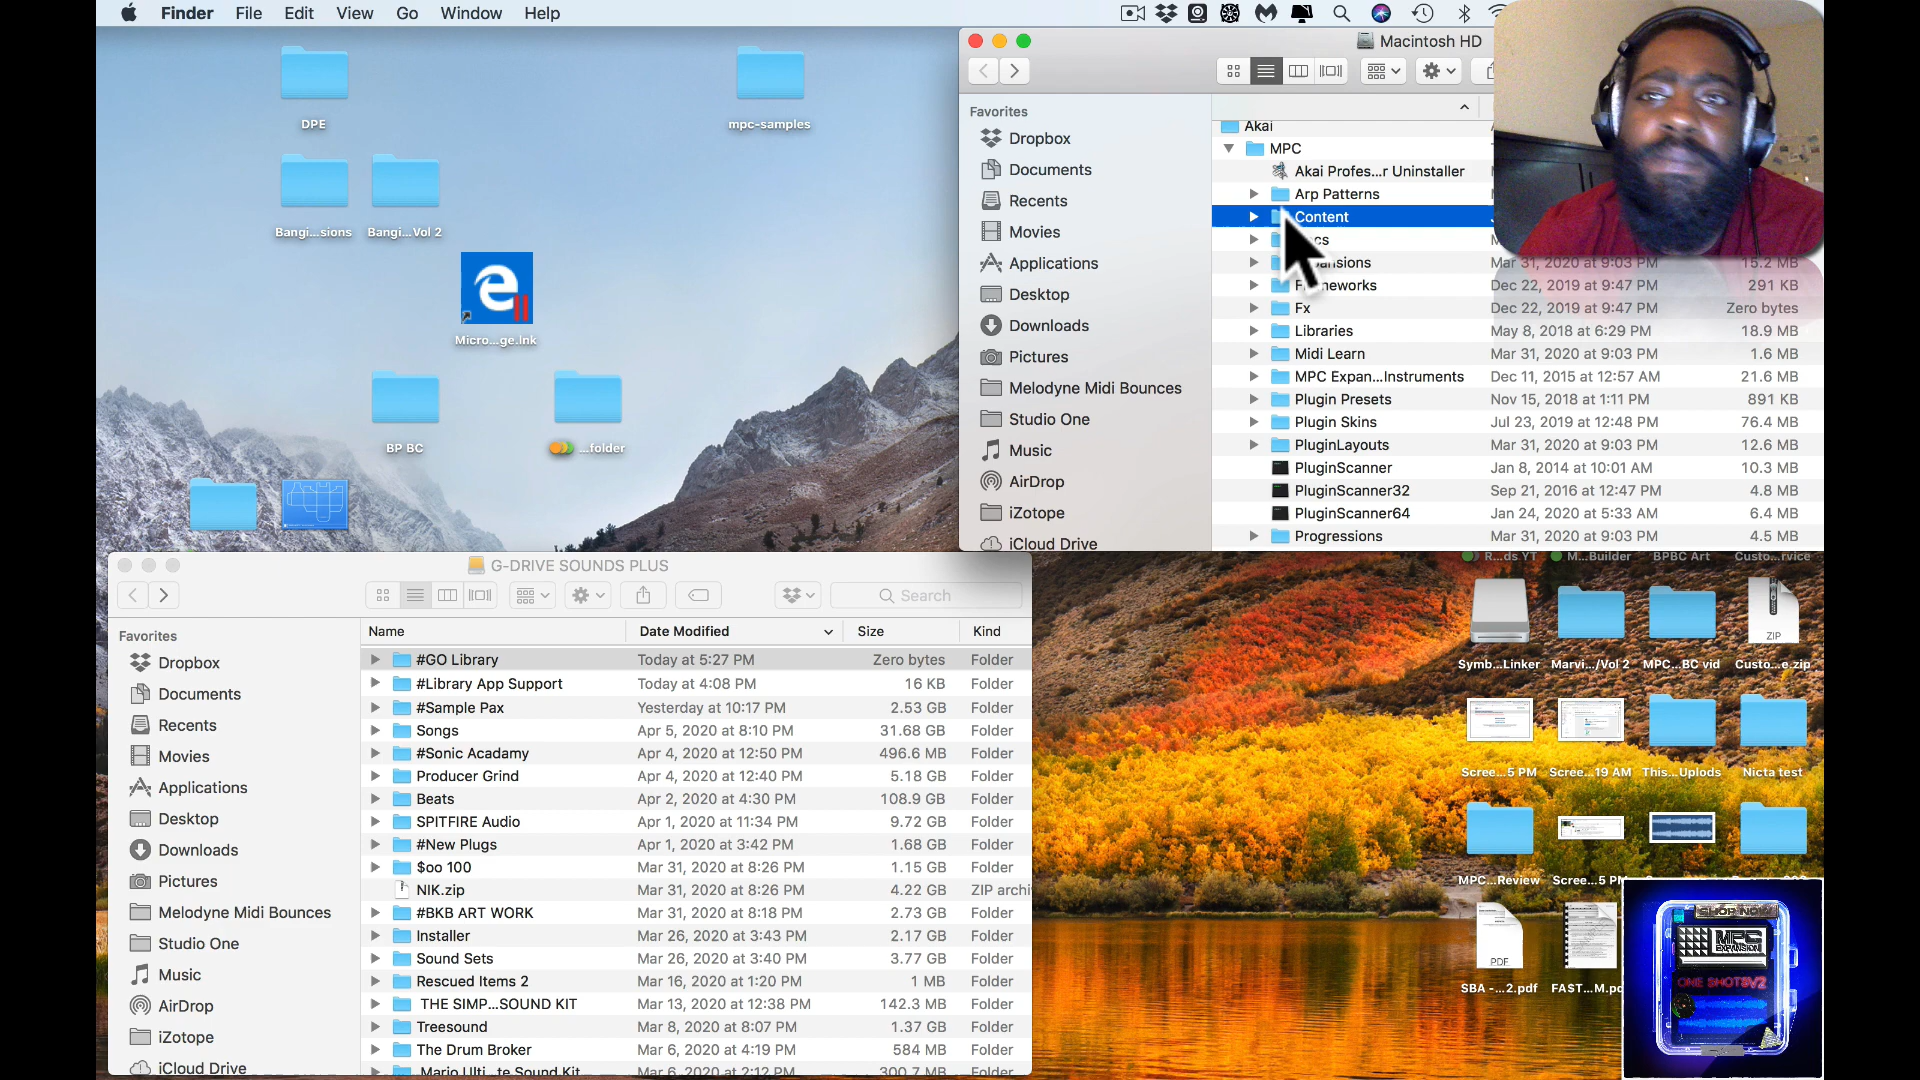 Finder File Edit View Go Window Help
DPE
mpc-samples
Bangi...sions
Bangi...Vol 2
Micro...ge.lnk
BP BC
...folder
Macintosh HD
Favorites
Dropbox
Documents
Recents
Movies
Applications
Desktop
Downloads
Pictures
Melodyne Midi Bounces
Studio One
Music
AirDrop
iZotope
iCloud Drive
Akai
MPC
Akai Profes...r Uninstaller
Arp Patterns
Content
Mar 31, 2020 at 9:03 PM 15.2 MB
Dec 22, 2019 at 9:47 PM 291 KB
Fx Dec 22, 2019 at 9:47 PM Zero bytes
Libraries May 8, 2018 at 6:29 PM 18.9 MB
Midi Learn Mar 31, 2020 at 9:03 PM 1.6 MB
MPC Expan...Instruments Dec 11, 2015 at 12:57 AM 21.6 MB
Plugin Presets Nov 15, 2018 at 1:11 PM 891 KB
Plugin Skins Jul 23, 2019 at 12:48 PM 76.4 MB
PluginLayouts Mar 31, 2020 at 9:03 PM 12.6 MB
PluginScanner Jan 8, 2014 at 10:01 AM 10.3 MB
PluginScanner32 Sep 21, 2016 at 12:47 PM 4.8 MB
PluginScanner64 Jan 24, 2020 at 5:33 AM 6.4 MB
Progressions Mar 31, 2020 at 9:03 PM 4.5 MB
G-DRIVE SOUNDS PLUS
Search
Favorites
Dropbox
Documents
Recents
Movies
Applications
Desktop
Downloads
Pictures
Melodyne Midi Bounces
Studio One
Music
AirDrop
iZotope
iCloud Drive
Name Date Modified Size Kind
#GO Library Today at 5:27 PM Zero bytes Folder
#Library App Support Today at 4:08 PM 16 KB Folder
#Sample Pax Yesterday at 10:17 PM 2.53 GB Folder
Songs Apr 5, 2020 at 8:10 PM 31.68 GB Folder
#Sonic Acadamy Apr 4, 2020 at 12:50 PM 496.6 MB Folder
Producer Grind Apr 4, 2020 at 12:40 PM 5.18 GB Folder
Beats Apr 2, 2020 at 4:30 PM 108.9 GB Folder
SPITFIRE Audio Apr 1, 2020 at 11:34 PM 9.72 GB Folder
#New Plugs Apr 1, 2020 at 3:42 PM 1.68 GB Folder
$oo 100 Mar 31, 2020 at 8:26 PM 1.15 GB Folder
NIK.zip Mar 31, 2020 at 8:26 PM 4.22 GB ZIP archi
#BKB ART WORK Mar 31, 2020 at 8:18 PM 2.73 GB Folder
Installer Mar 26, 2020 at 3:43 PM 2.17 GB Folder
Sound Sets Mar 26, 2020 at 3:40 PM 3.77 GB Folder
Rescued Items 2 Mar 16, 2020 at 1:20 PM 1 MB Folder
THE SIMP...SOUND KIT Mar 13, 2020 at 12:38 PM 142.3 MB Folder
Treesound Mar 8, 2020 at 8:07 PM 1.37 GB Folder
The Drum Broker Mar 6, 2020 at 4:19 PM 584 MB Folder
Mario Ulti...te Sound Kit Mar 6, 2020 at 2:12 PM 300.7 MB Folder
R...ds YT M...Builder BPBC Art Custo...rvice
ZIP
Symb...Linker Marvi.../Vol 2 MPC...BC vid Custo...e.zip
Scree...5 PM Scree...19 AM This...Uplods Nicta test
MPC...Review Scree...5 PM
PDF
SBA -...2.pdf FAST...M.pd
SHOP NOW
MPC
EXPANSION
ONE SHOTS V2